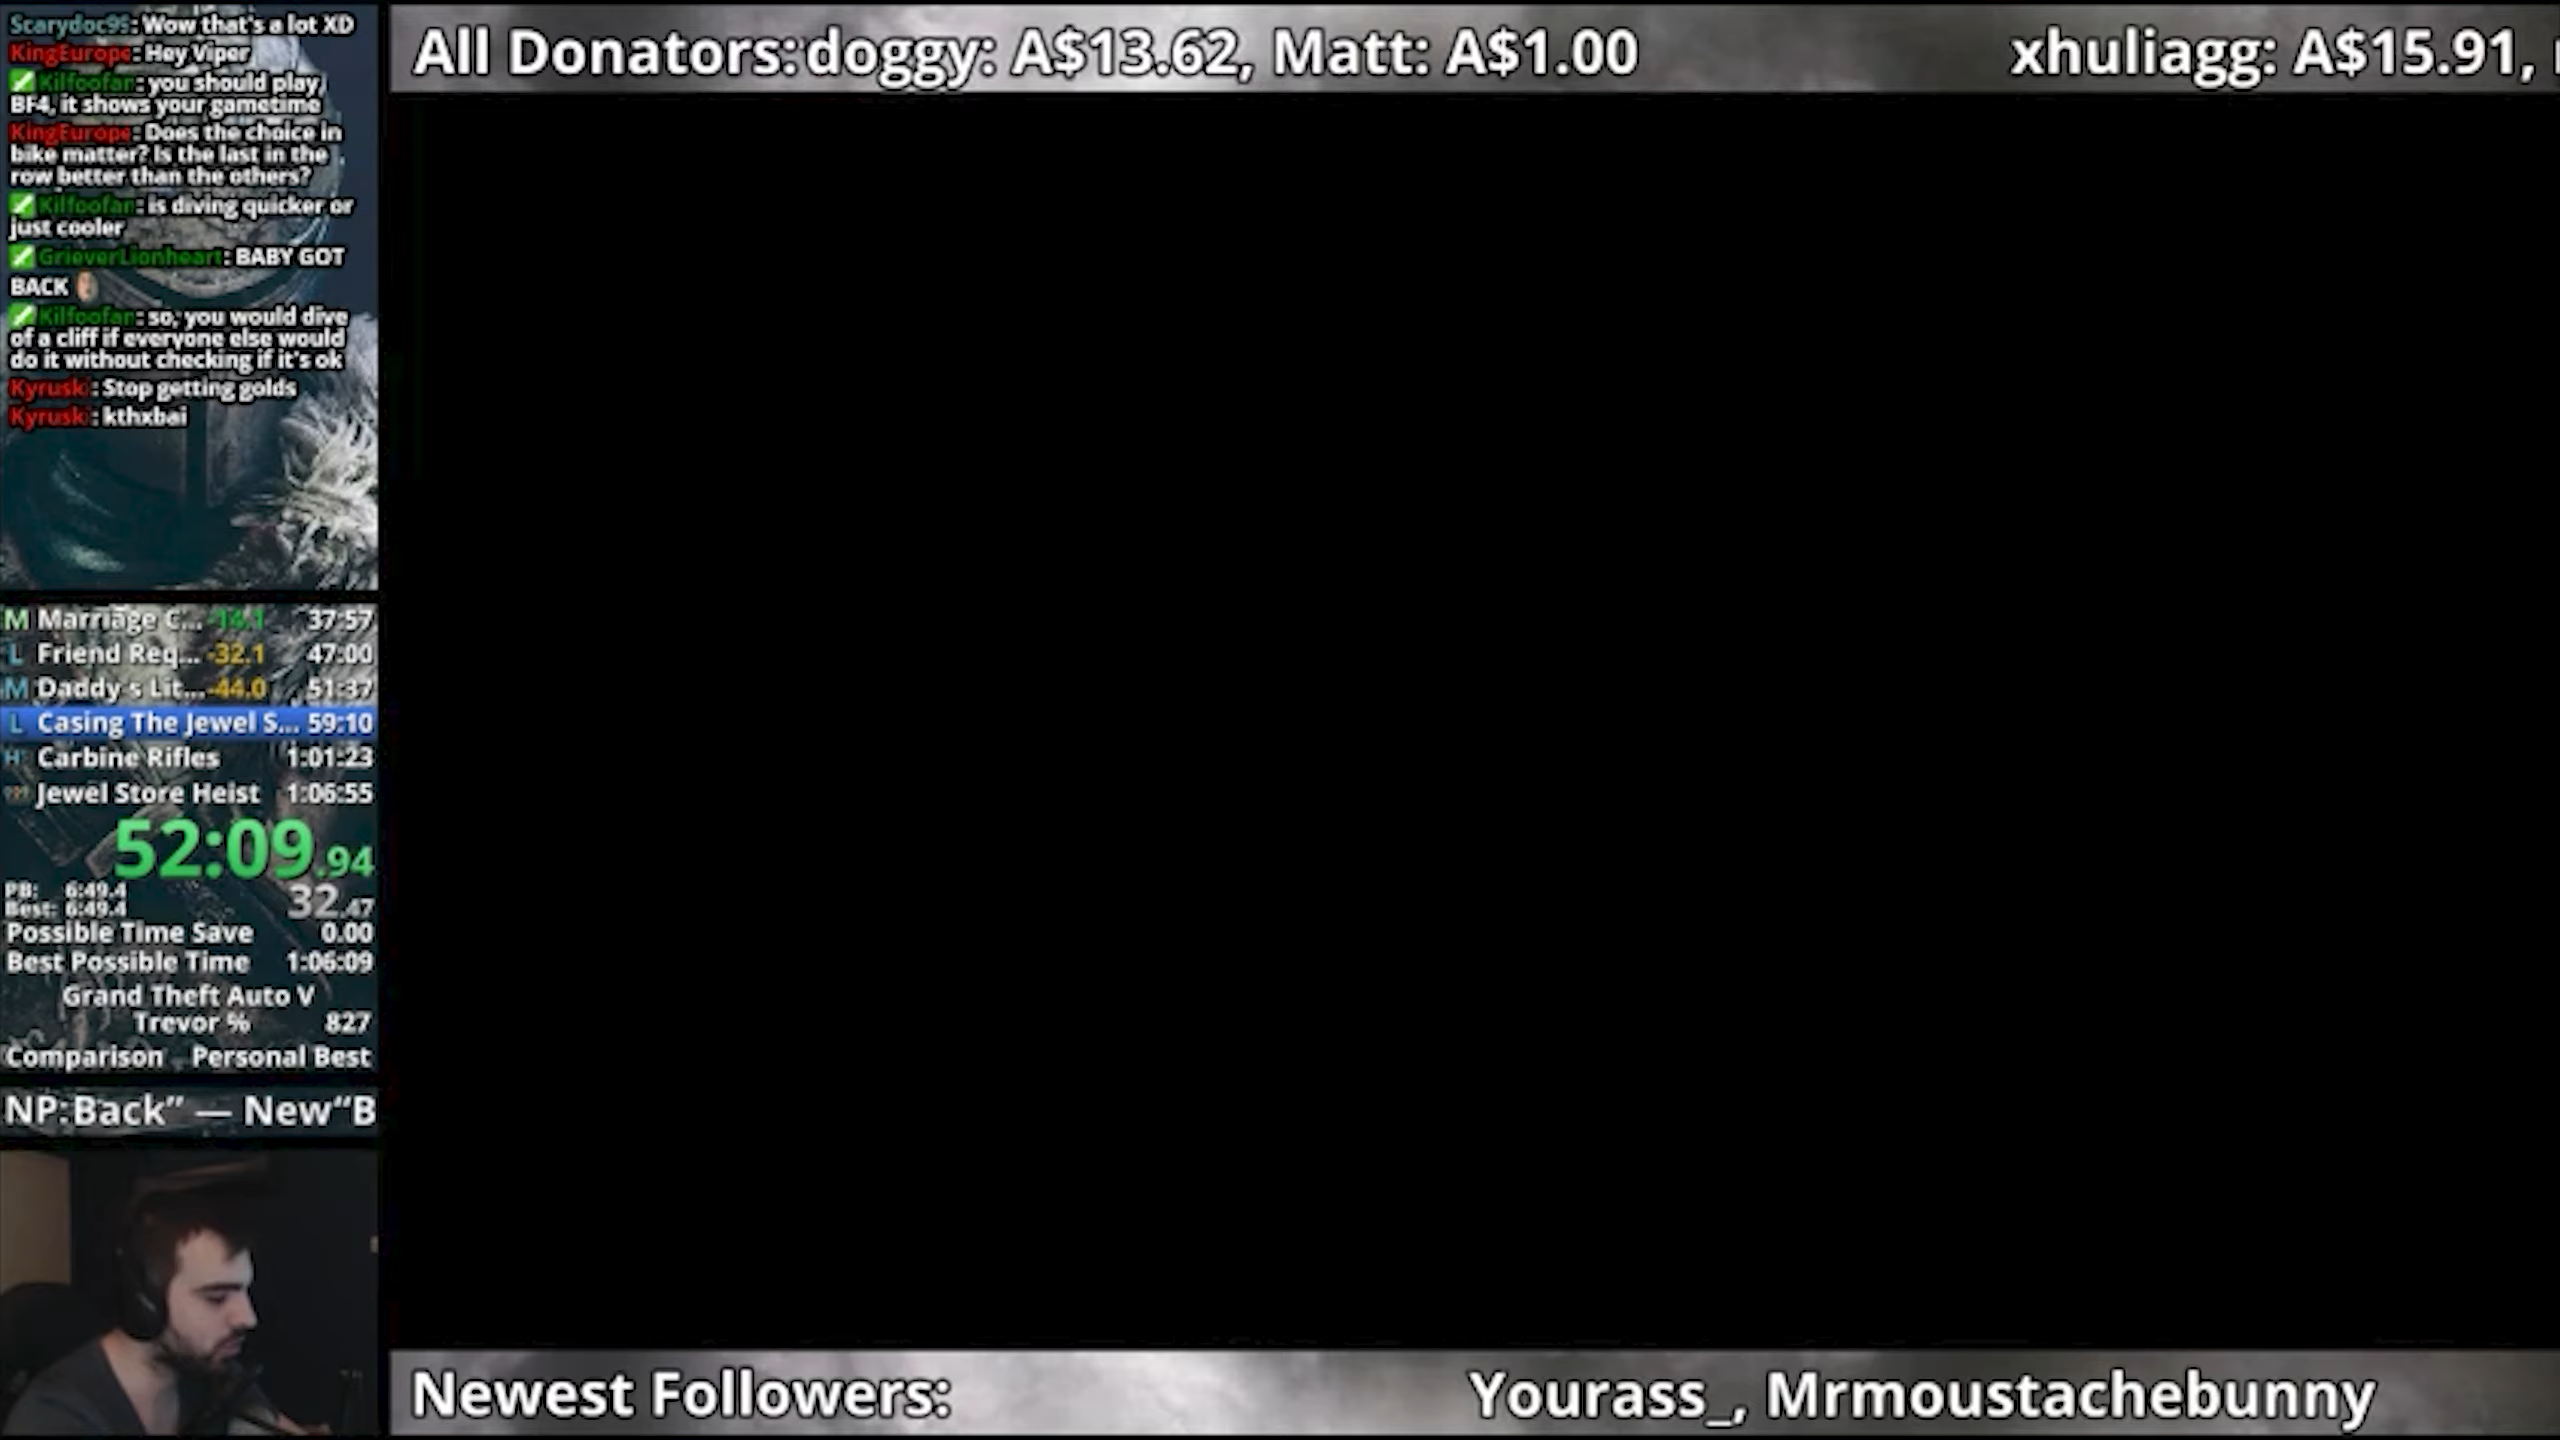 Scarydoc95: Wow that's a lot XD
KingEurope: Hey Viper
Kilfoofan: you should play
BF4, it shows your gametime
KingEurope: Does the choice in
bike matter? Is the last in the
row better than the others?
Kilfoofan: is diving quicker or
just cooler
GrieverLionheart: BABY GOT
BACK
Kilfoofan: so, you would dive
of a cliff if everyone else would
do it without checking if it's ok
Kyrusk: Stop getting golds
Kyrusk: kthxbai
All Donators: doggy: A$13.62, Matt: A$1.00 xhuliagg: A$15.91,
M Marriage C... -14.1 37:57
L Friend Req... -32.1 47:00
M Daddy s Lit... -44.0 51:37
L Casing The Jewel S... 59:10
H Carbine Rifles 1:01:23
Jewel Store Heist 1:06:55
52:09.94
PB: 6:49.4
Best: 6:49.4
32.47
Possible Time Save 0.00
Best Possible Time 1:06:09
Grand Theft Auto V
Trevor % 827
Comparison Personal Best
NP: Back” — New “B
Newest Followers: Yourass_, Mrmoustachebunny